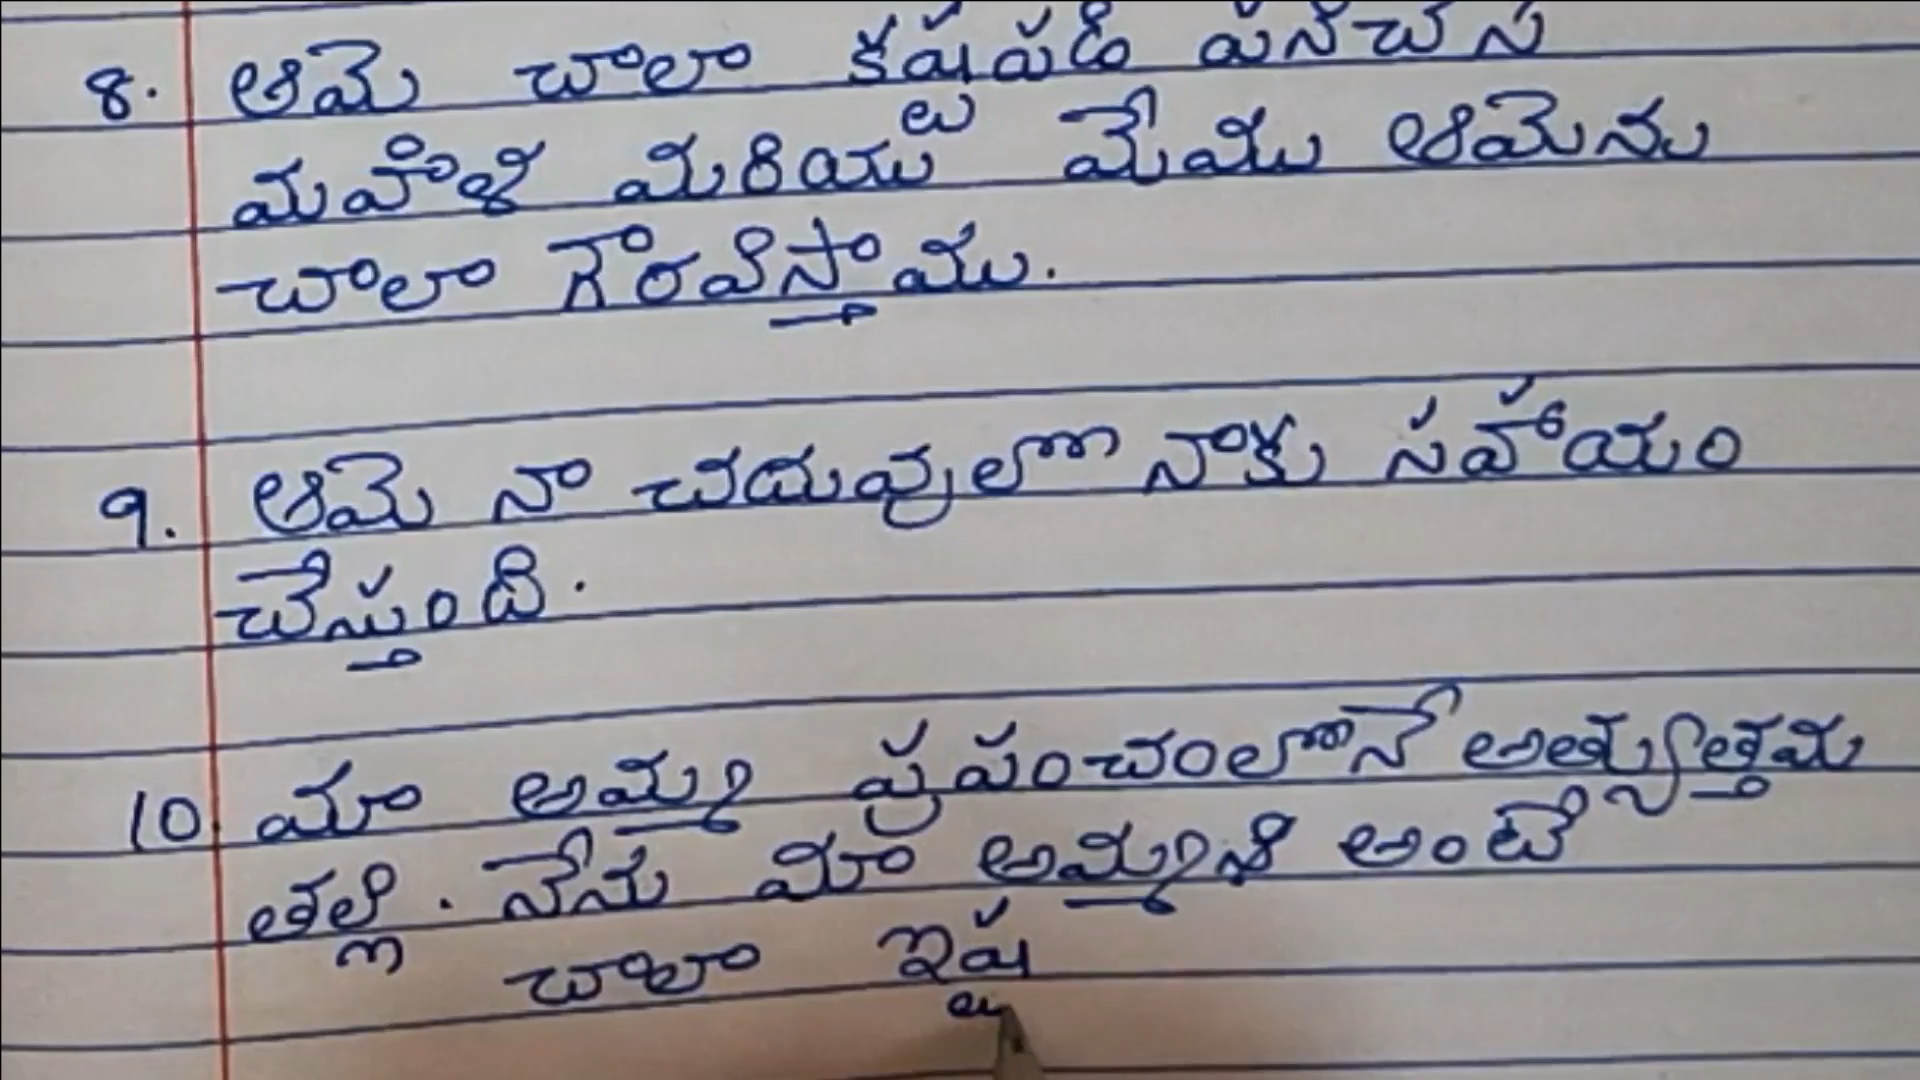 8. ఆమె చాలా కష్టపడి పనిచేసే
మహిళ మరియు మేము ఆమెను
చాలా గౌరవిస్తాము.
9. ఆమె నా చదువులో నాకు సహాయం
చేస్తుంది.
10 మా అమ్మ ప్రపంచంలోనే అత్యుత్తమ
తల్లి. నేను మా అమ్మని అంటే
చాలా ఇష్ట